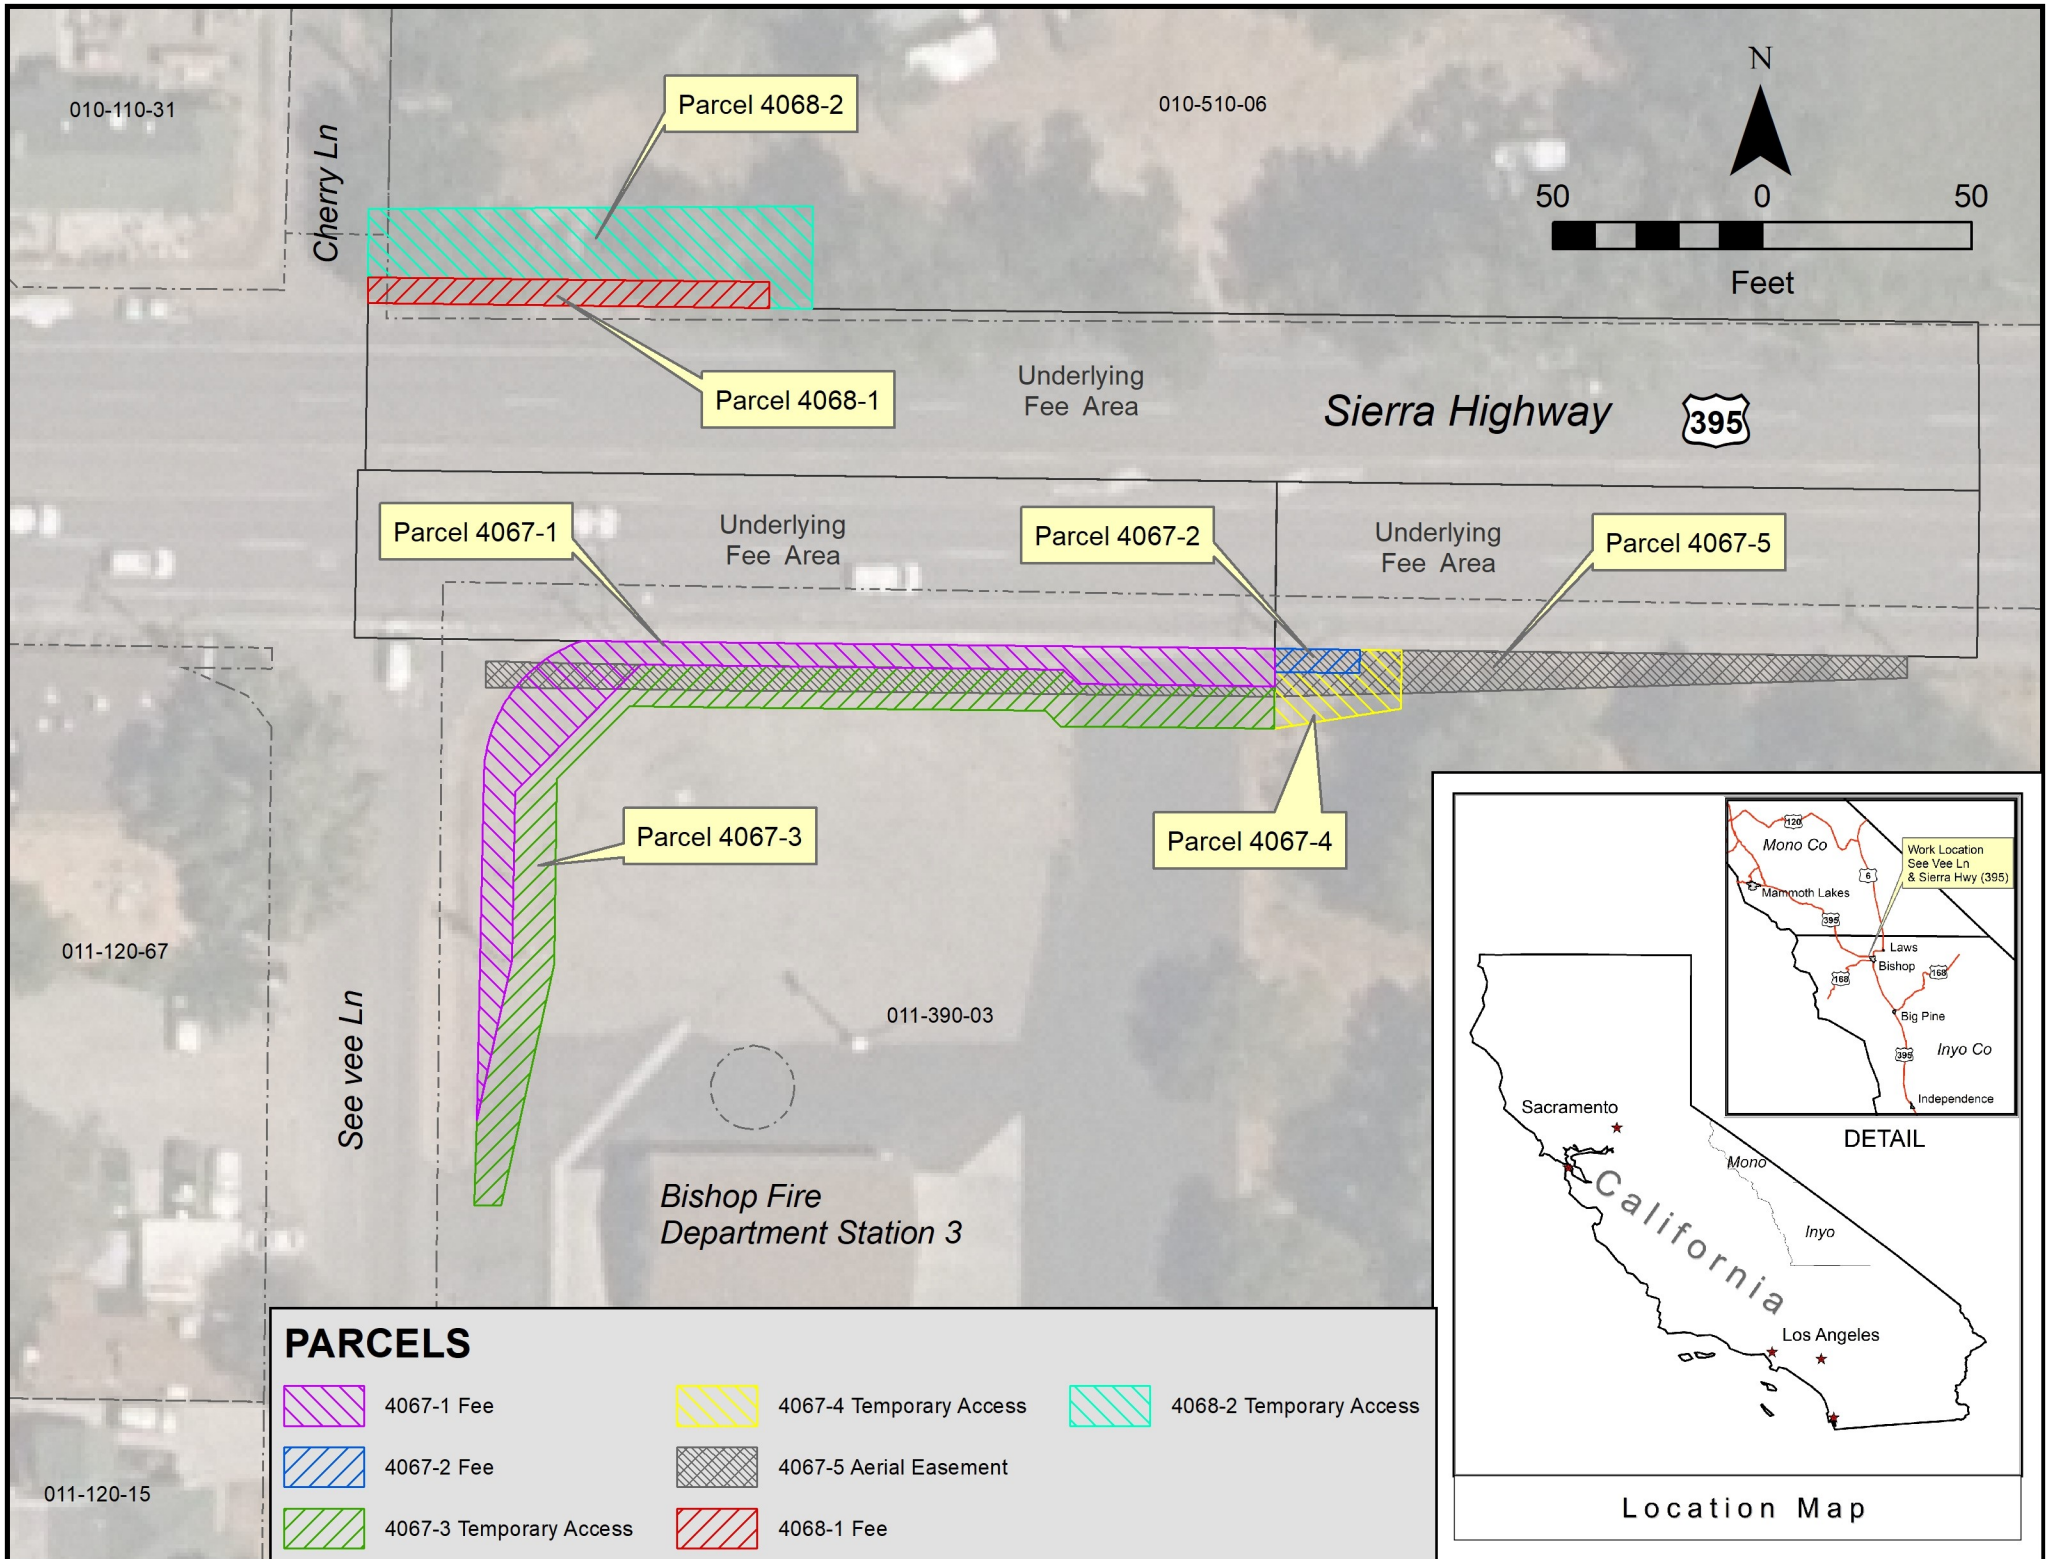 010-110-31
Cherry Ln
Parcel 4068-2
010-510-06
N
50 0 50
Feet
Parcel 4068-1
Underlying
Fee Area
Sierra Highway
395
Parcel 4067-1
Underlying
Fee Area
Parcel 4067-2
Underlying
Fee Area
Parcel 4067-5
Parcel 4067-3
Parcel 4067-4
011-120-67
See vee Ln
011-390-03
Bishop Fire
Department Station 3
011-120-15
PARCELS
4067-1 Fee
4067-2 Fee
4067-3 Temporary Access
4067-4 Temporary Access
4067-5 Aerial Easement
4068-1 Fee
4068-2 Temporary Access
120
Mono Co
Work Location
See Vee Ln
& Sierra Hwy (395)
6
Mammoth Lakes
395
Laws
Bishop
168
168
Big Pine
395
Inyo Co
Independence
DETAIL
Sacramento
Mono
Inyo
California
Los Angeles
Location Map